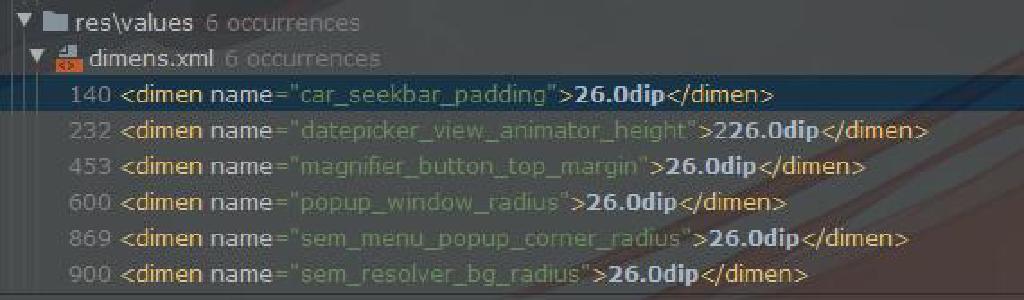 res\values 6 occurrences
dimens.xml 6 occurrences
140 <dimen name="car_seekbar_padding">26.0dip</dimen>
232 <dimen name="datepicker_view_animator_height">226.0dip</dimen>
453 <dimen name="magnifier_button_top_margin">26.0dip</dimen>
600 <dimen name="popup_window_radius">26.0dip</dimen>
869 <dimen name="sem_menu_popup_corner_radius">26.0dip</dimen>
900 <dimen name="sem_resolver_bg_radius">26.0dip</dimen>